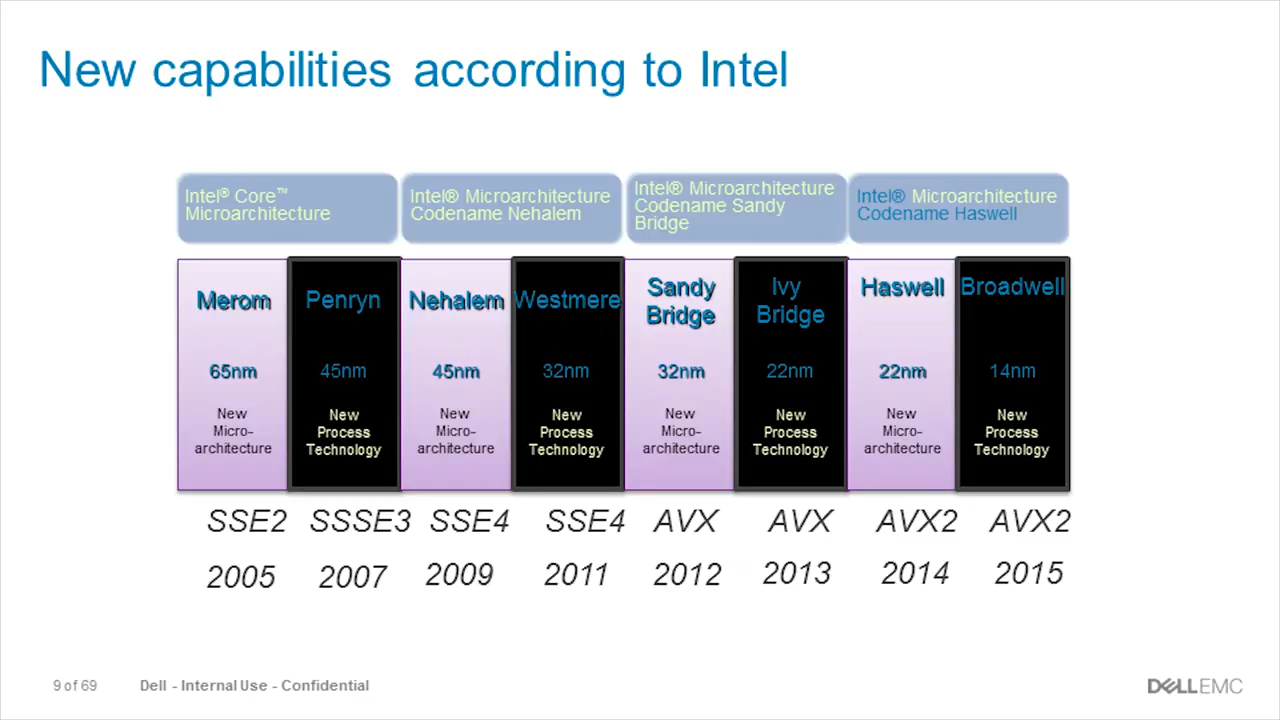 New capabilities according to Intel
Intel® Core™
Microarchitecture
Intel® Microarchitecture
Codename Nehalem
Intel® Microarchitecture
Codename Sandy
Bridge
Intel® Microarchitecture
Codename Haswell
Merom
65nm
New
Micro-
architecture
Penryn
45nm
New
Process
Technology
Nehalem
45nm
New
Micro-
architecture
Westmere
32nm
New
Process
Technology
Sandy
Bridge
32nm
New
Micro-
architecture
Ivy
Bridge
22nm
New
Process
Technology
Haswell
22nm
New
Micro-
architecture
Broadwell
14nm
New
Process
Technology
SSE2 SSSE3 SSE4 SSE4 AVX AVX AVX2 AVX2
2005 2007 2009 2011 2012 2013 2014 2015
9 of 69 Dell - Internal Use - Confidential
DELLEMC